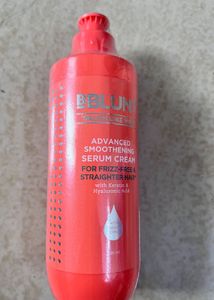 BBLUNT
ADVANCED
SMOOTHENING
SERUM CREAM
FOR FRIZZ-FREE &
STRAIGHTER HAIR
with Keratin &
Hyaluronic Acid